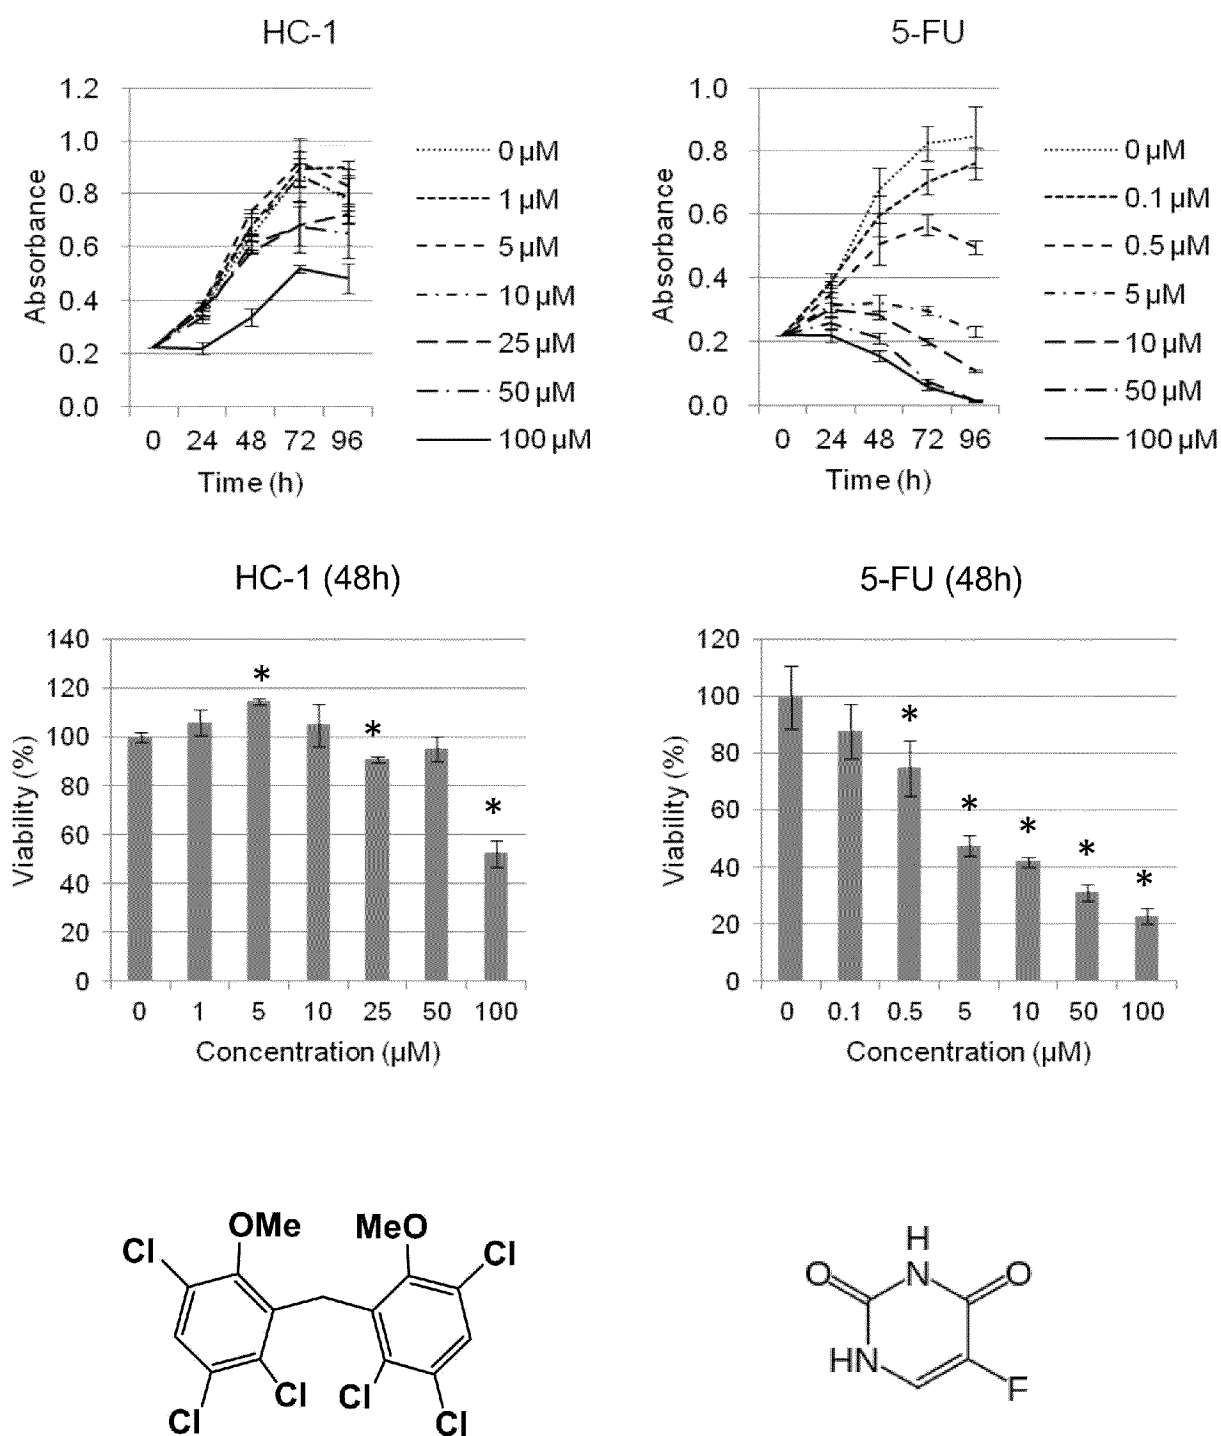 HC-1
1.2
1.0
0.8
0.6
0.4
0.2
0.0
Absorbance
0 24 48 72 96
Time (h)
0 µM
1 µM
5 µM
10 µM
25 µM
50 µM
100 µM
5-FU
1.0
0.8
0.6
0.4
0.2
0.0
Absorbance
0 24 48 72 96
Time (h)
0 µM
0.1 µM
0.5 µM
5 µM
10 µM
50 µM
100 µM
HC-1 (48h)
140
120
100
80
60
40
20
0
Viability (%)
* * *
0 1 5 10 25 50 100
Concentration (µM)
5-FU (48h)
120
100
80
60
40
20
0
Viability (%)
* * * * *
0 0.1 0.5 5 10 50 100
Concentration (µM)
OMe MeO
Cl Cl
Cl Cl
Cl Cl
H
O N O
HN
F